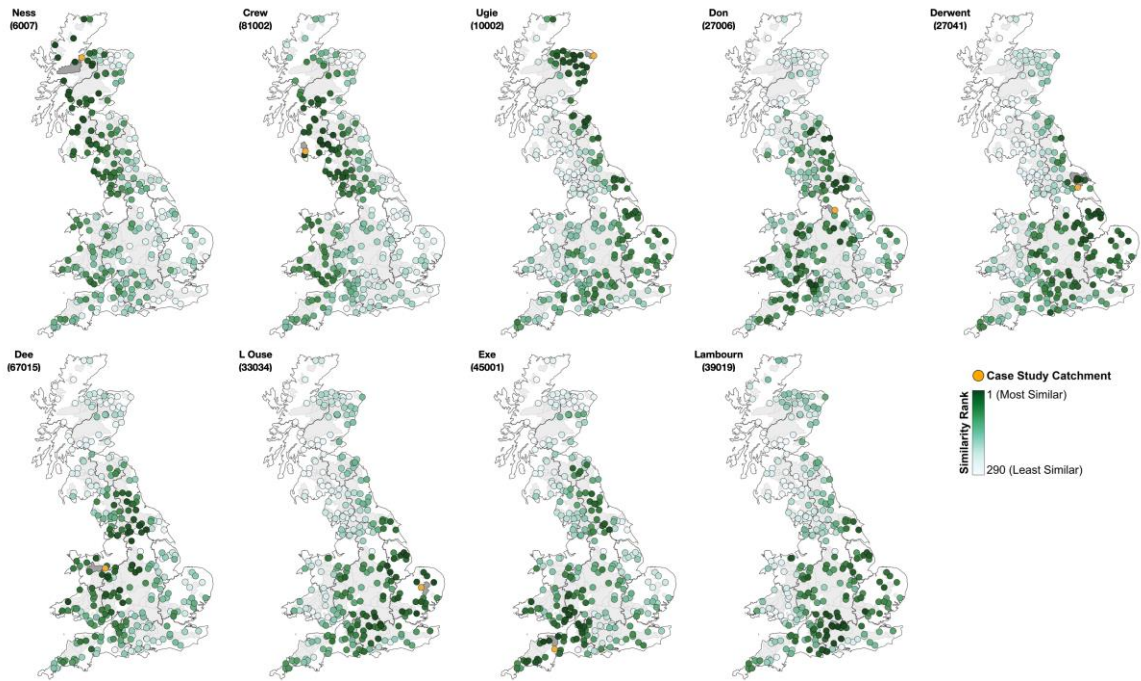 Ness
(6007)
Crew
(81002)
Ugie
(10002)
Don
(27006)
Derwent
(27041)
Dee
(67015)
L Ouse
(33034)
Exe
(45001)
Lambourn
(39019)
Case Study Catchment
Similarity Rank
1 (Most Similar)
290 (Least Similar)